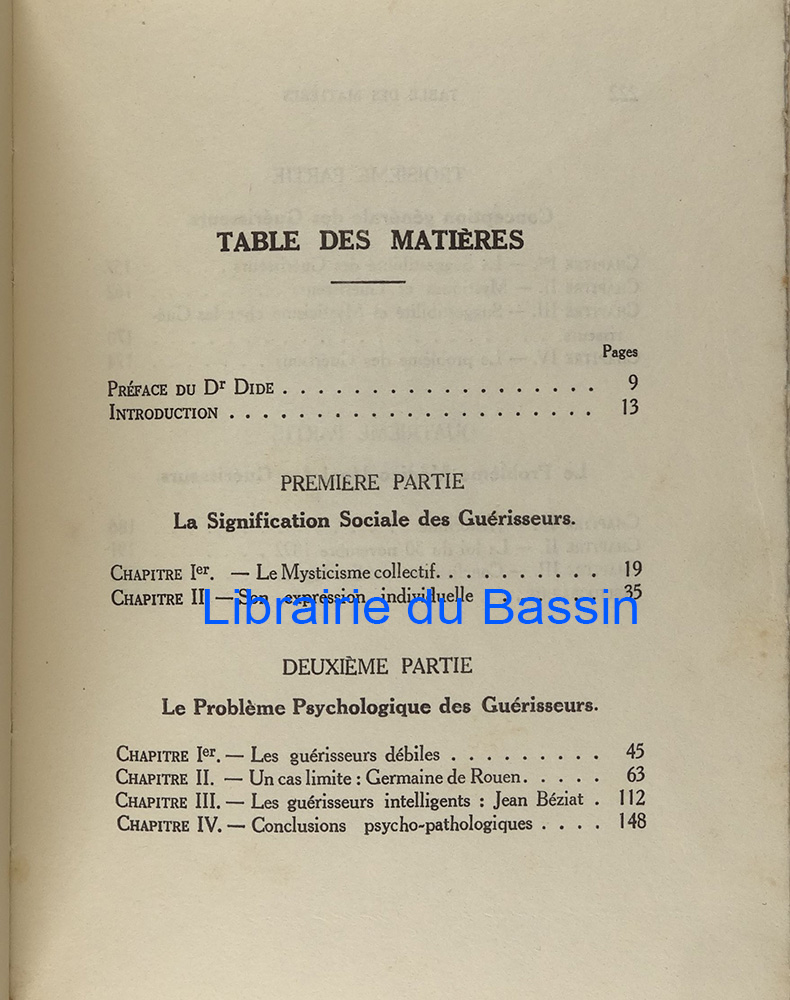 TABLE DES MATIÈRES
Pages
PRÉFACE DU Dr DIDE . . . . . . . . . . . . . . . . . . 9
INTRODUCTION . . . . . . . . . . . . . . . . . . . . . 13
PREMIERE PARTIE
La Signification Sociale des Guérisseurs.
CHAPITRE Ier. — Le Mysticisme collectif. . . . . . . . . . 19
CHAPITRE II — Son expression individuelle . . . . 35
Librairie du Bassin
DEUXIÈME PARTIE
Le Problème Psychologique des Guérisseurs.
CHAPITRE Ier. — Les guérisseurs débiles . . . . . . . . . 45
CHAPITRE II. — Un cas limite : Germaine de Rouen. . . . . 63
CHAPITRE III. — Les guérisseurs intelligents : Jean Béziat . 112
CHAPITRE IV. — Conclusions psycho-pathologiques . . . . 148